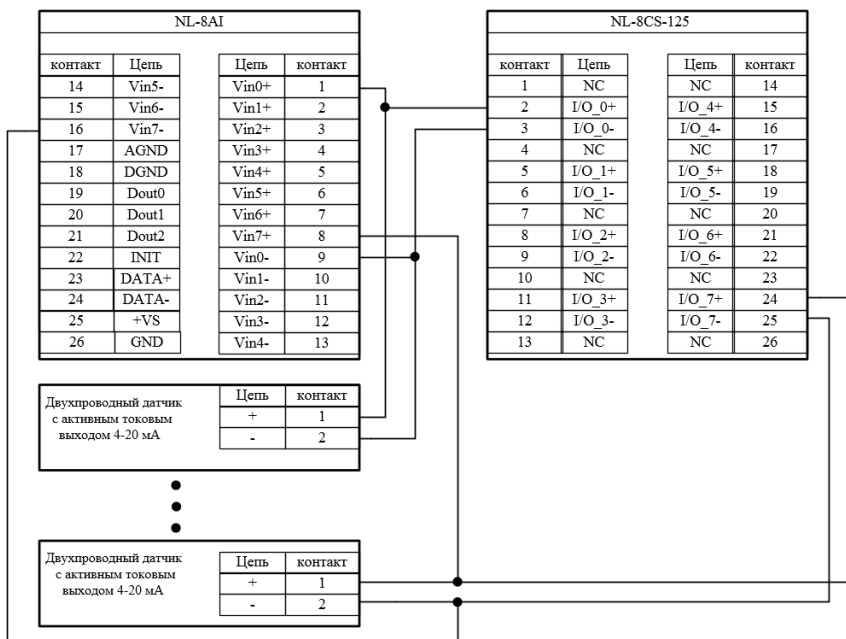 NL-8AI
контакт Цепь Цепь контакт
14 Vin5- Vin0+ 1
15 Vin6- Vin1+ 2
16 Vin7- Vin2+ 3
17 AGND Vin3+ 4
18 DGND Vin4+ 5
19 Dout0 Vin5+ 6
20 Dout1 Vin6+ 7
21 Dout2 Vin7+ 8
22 INIT Vin0- 9
23 DATA+ Vin1- 10
24 DATA- Vin2- 11
25 +VS Vin3- 12
26 GND Vin4- 13
NL-8CS-125
контакт Цепь Цепь контакт
1 NC NC 14
2 I/O_0+ I/O_4+ 15
3 I/O_0- I/O_4- 16
4 NC NC 17
5 I/O_1+ I/O_5+ 18
6 I/O_1- I/O_5- 19
7 NC NC 20
8 I/O_2+ I/O_6+ 21
9 I/O_2- I/O_6- 22
10 NC NC 23
11 I/O_3+ I/O_7+ 24
12 I/O_3- I/O_7- 25
13 NC NC 26
Двухпроводный датчик
с активным токовым
выходом 4-20 мА
Цепь контакт
+ 1
- 2
Двухпроводный датчик
с активным токовым
выходом 4-20 мА
Цепь контакт
+ 1
- 2